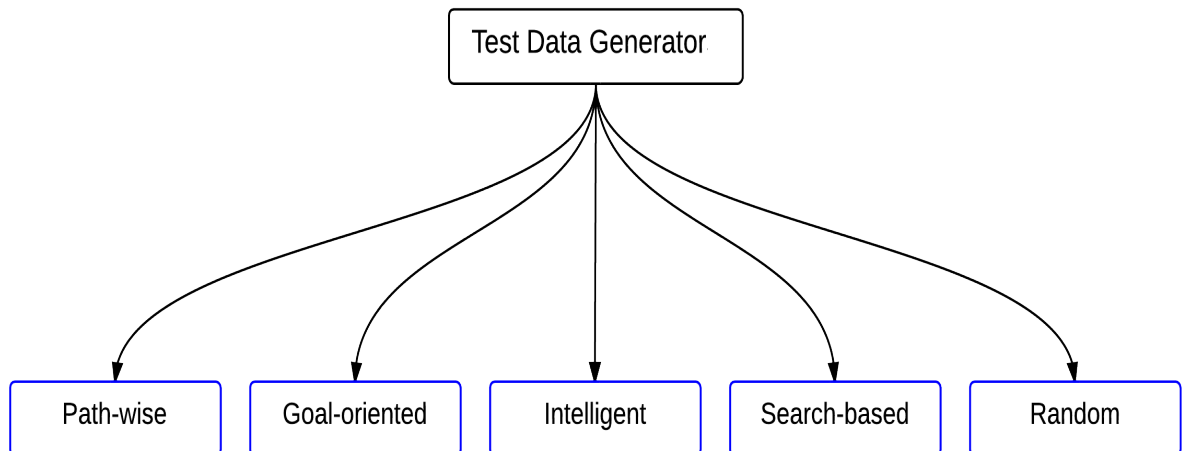 Test Data Generator
Path-wise
Goal-oriented
Intelligent
Search-based
Random